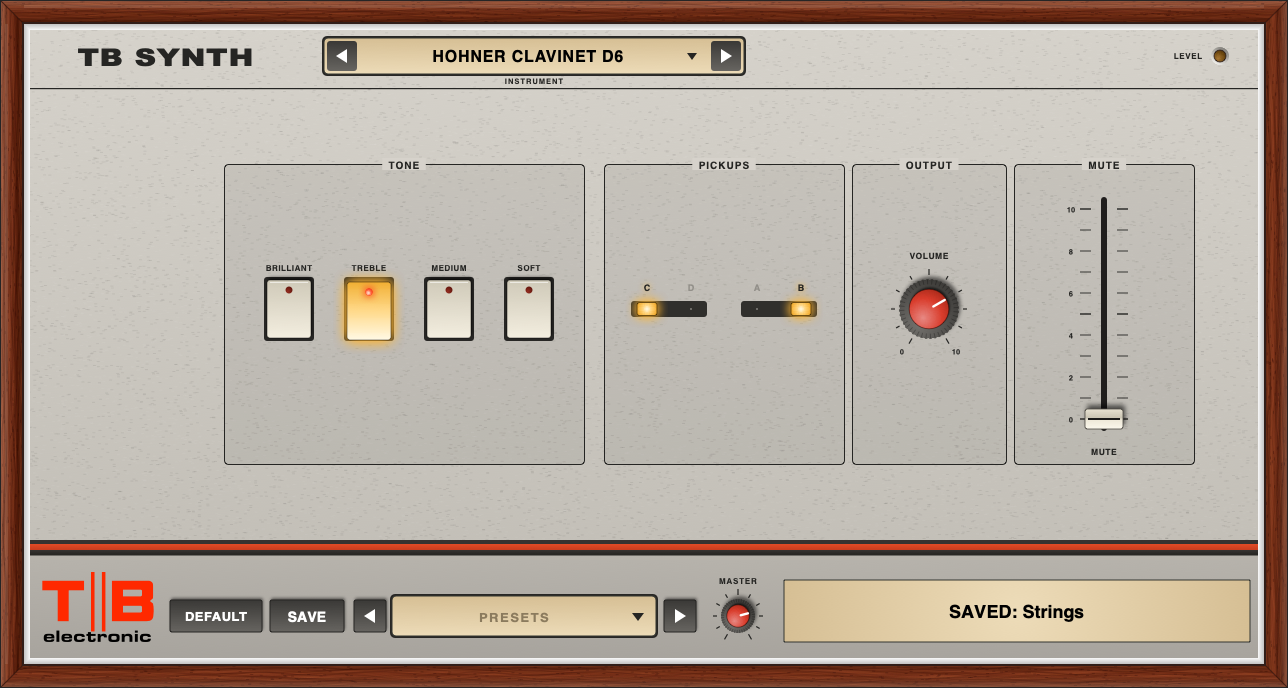 TB SYNTH
HOHNER CLAVINET D6
INSTRUMENT
LEVEL
TONE
PICKUPS
OUTPUT
MUTE
BRILLIANT
TREBLE
MEDIUM
SOFT
C
D
A
B
VOLUME
0
10
10
8
6
4
2
0
MUTE
TB
electronic
DEFAULT
SAVE
PRESETS
MASTER
SAVED: Strings